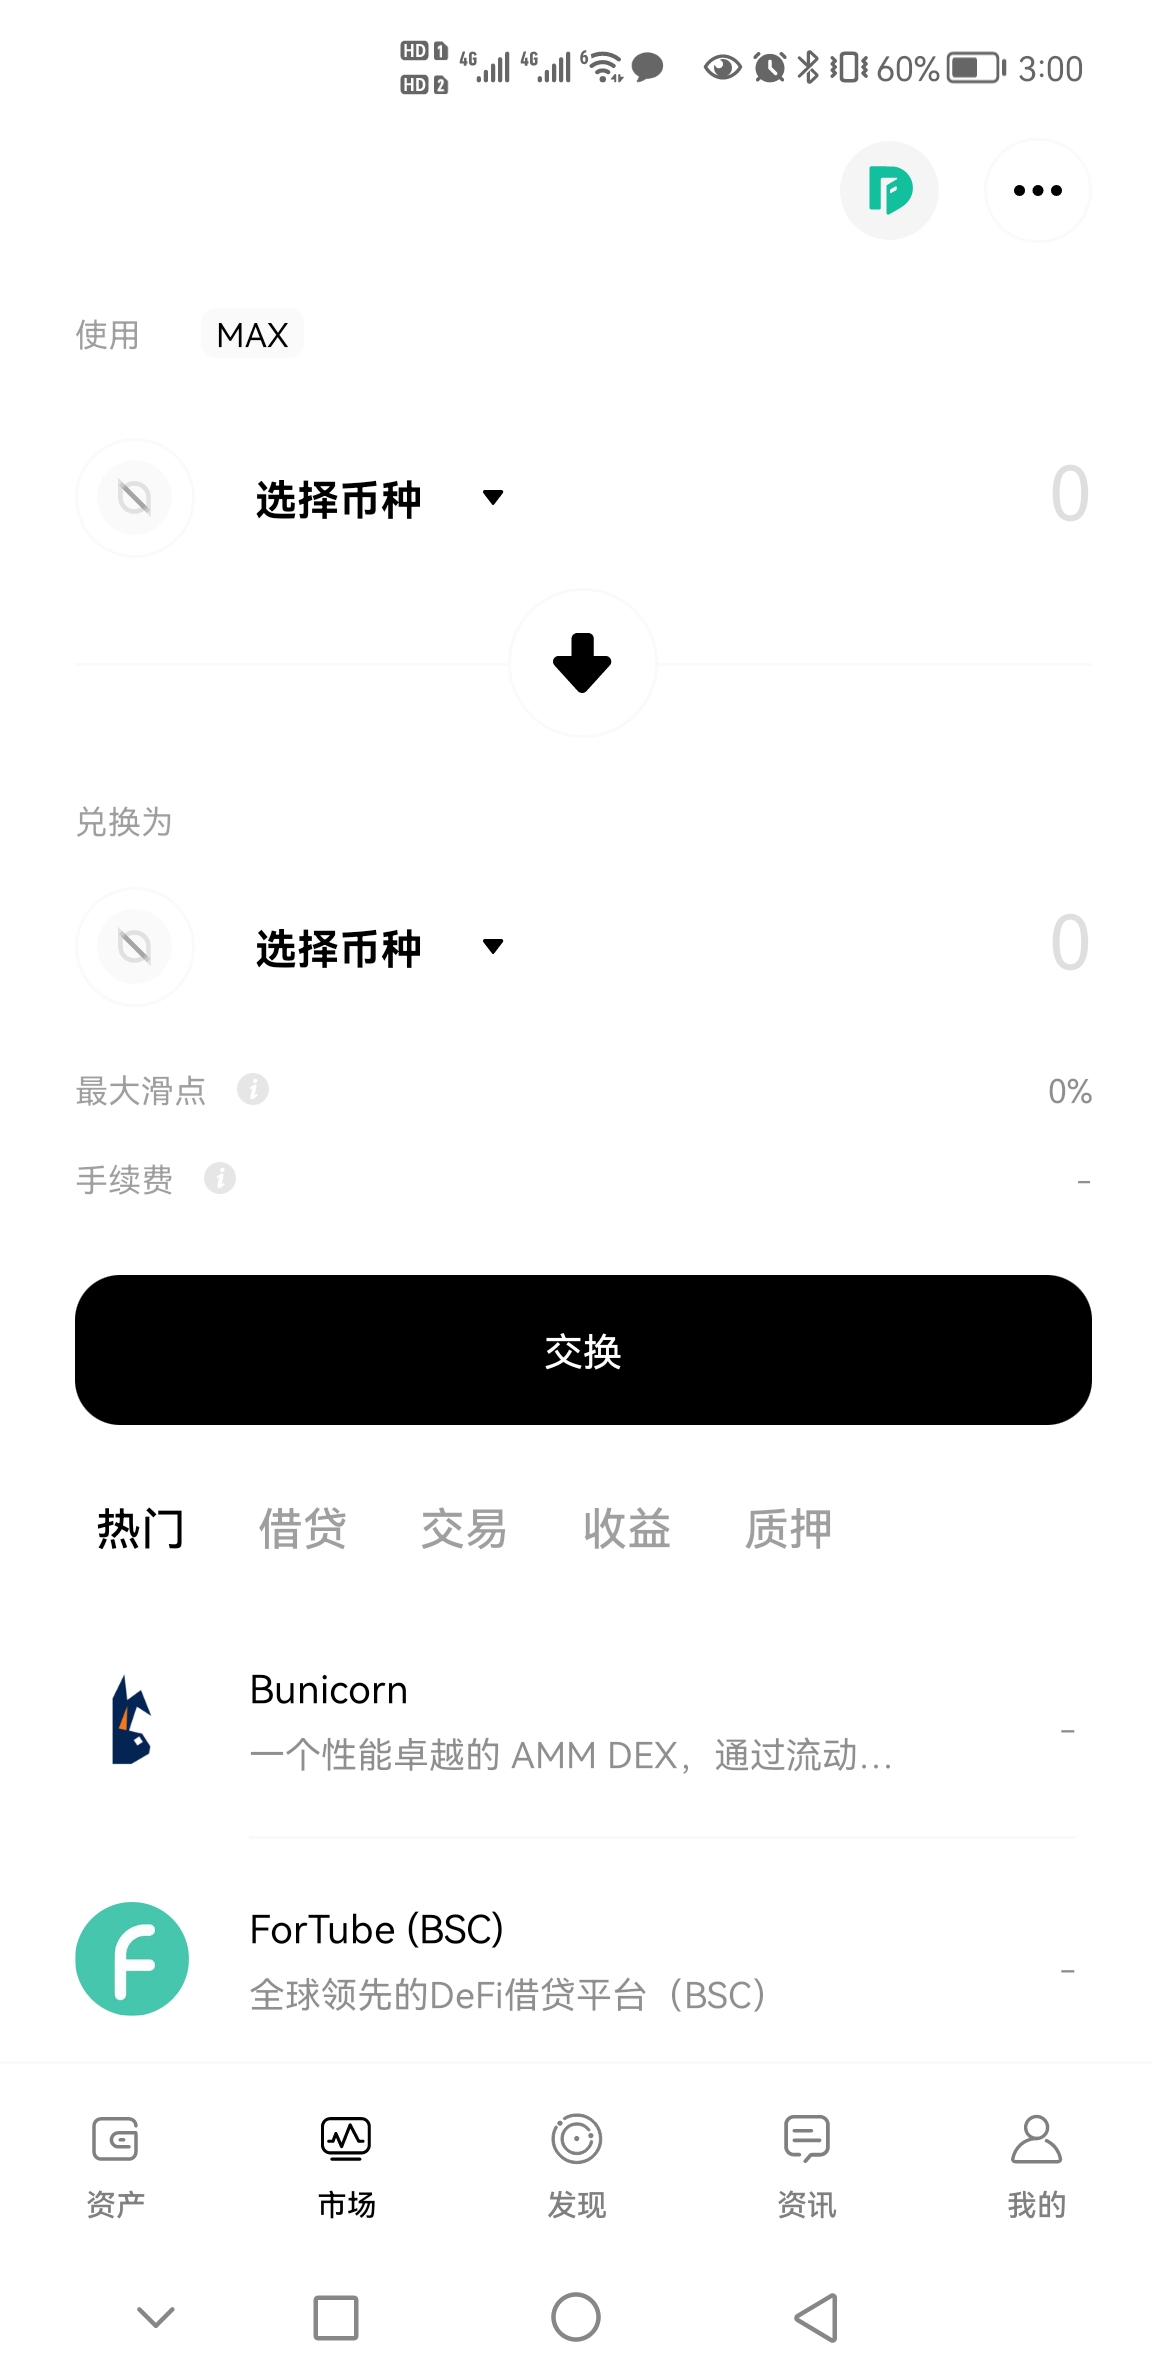 HD 1 4G 4G 6 60% 3:00
HD 2
使用 MAX
选择币种 0
兑换为
选择币种 0
最大滑点 i 0%
手续费 i -
交换
热门 借贷 交易 收益 质押
Bunicorn
一个性能卓越的 AMM DEX，通过流动... -
ForTube (BSC)
全球领先的DeFi借贷平台（BSC） -
资产 市场 发现 资讯 我的